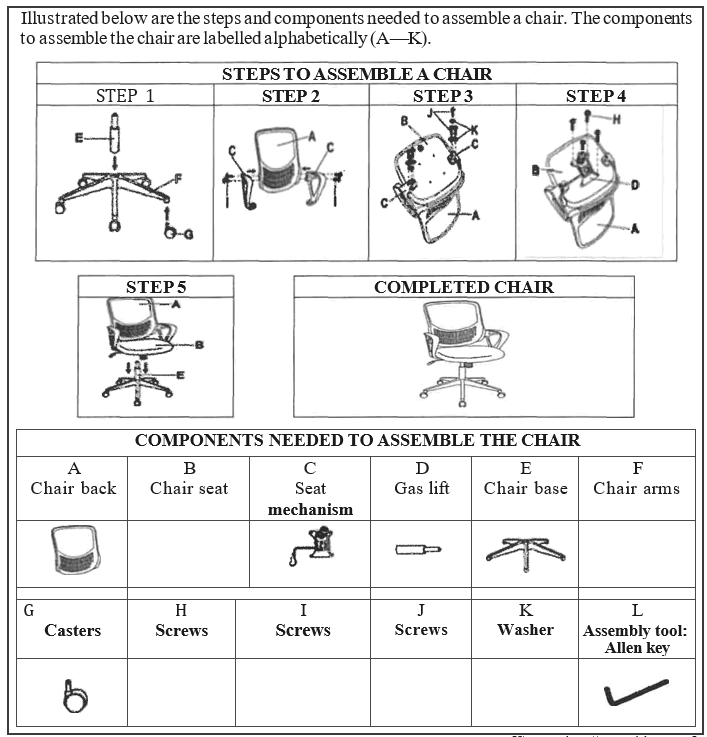 Illustrated below are the steps and components needed to assemble a chair. The components
to assemble the chair are labelled alphabetically (A—K).
STEPS TO ASSEMBLE A CHAIR
STEP 1
STEP 2
STEP 3
STEP 4
E
F
G
C
A
C
J
B
K
C
C
A
H
B
D
A
STEP 5
COMPLETED CHAIR
A
B
E
COMPONENTS NEEDED TO ASSEMBLE THE CHAIR
A
Chair back
B
Chair seat
C
Seat
mechanism
D
Gas lift
E
Chair base
F
Chair arms
G
Casters
H
Screws
I
Screws
J
Screws
K
Washer
L
Assembly tool:
Allen key